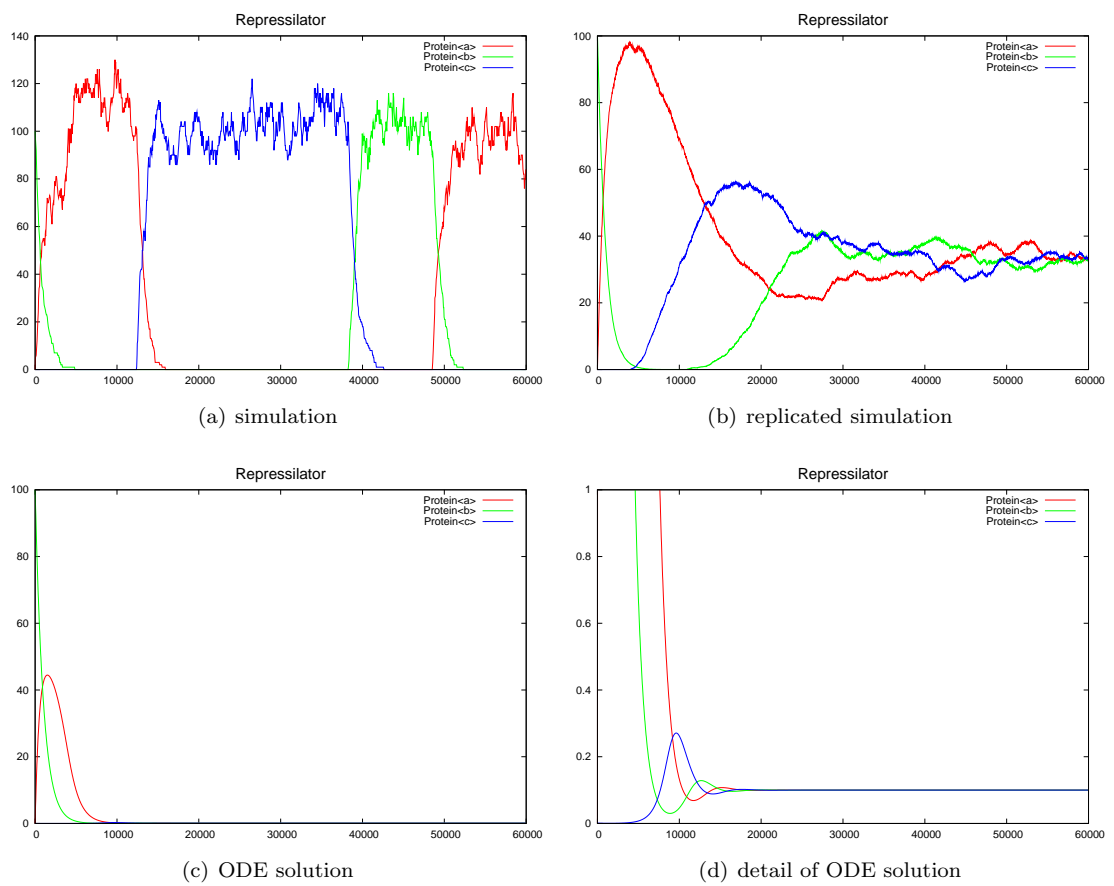 Repressilator
Protein<a>
Protein<b>
Protein<c>
140
120
100
80
60
40
20
0
0 10000 20000 30000 40000 50000 60000
(a) simulation
Repressilator
Protein<a>
Protein<b>
Protein<c>
100
80
60
40
20
0
0 10000 20000 30000 40000 50000 60000
(b) replicated simulation
Repressilator
Protein<a>
Protein<b>
Protein<c>
100
80
60
40
20
0
0 10000 20000 30000 40000 50000 60000
(c) ODE solution
Repressilator
Protein<a>
Protein<b>
Protein<c>
1
0.8
0.6
0.4
0.2
0
0 10000 20000 30000 40000 50000 60000
(d) detail of ODE solution